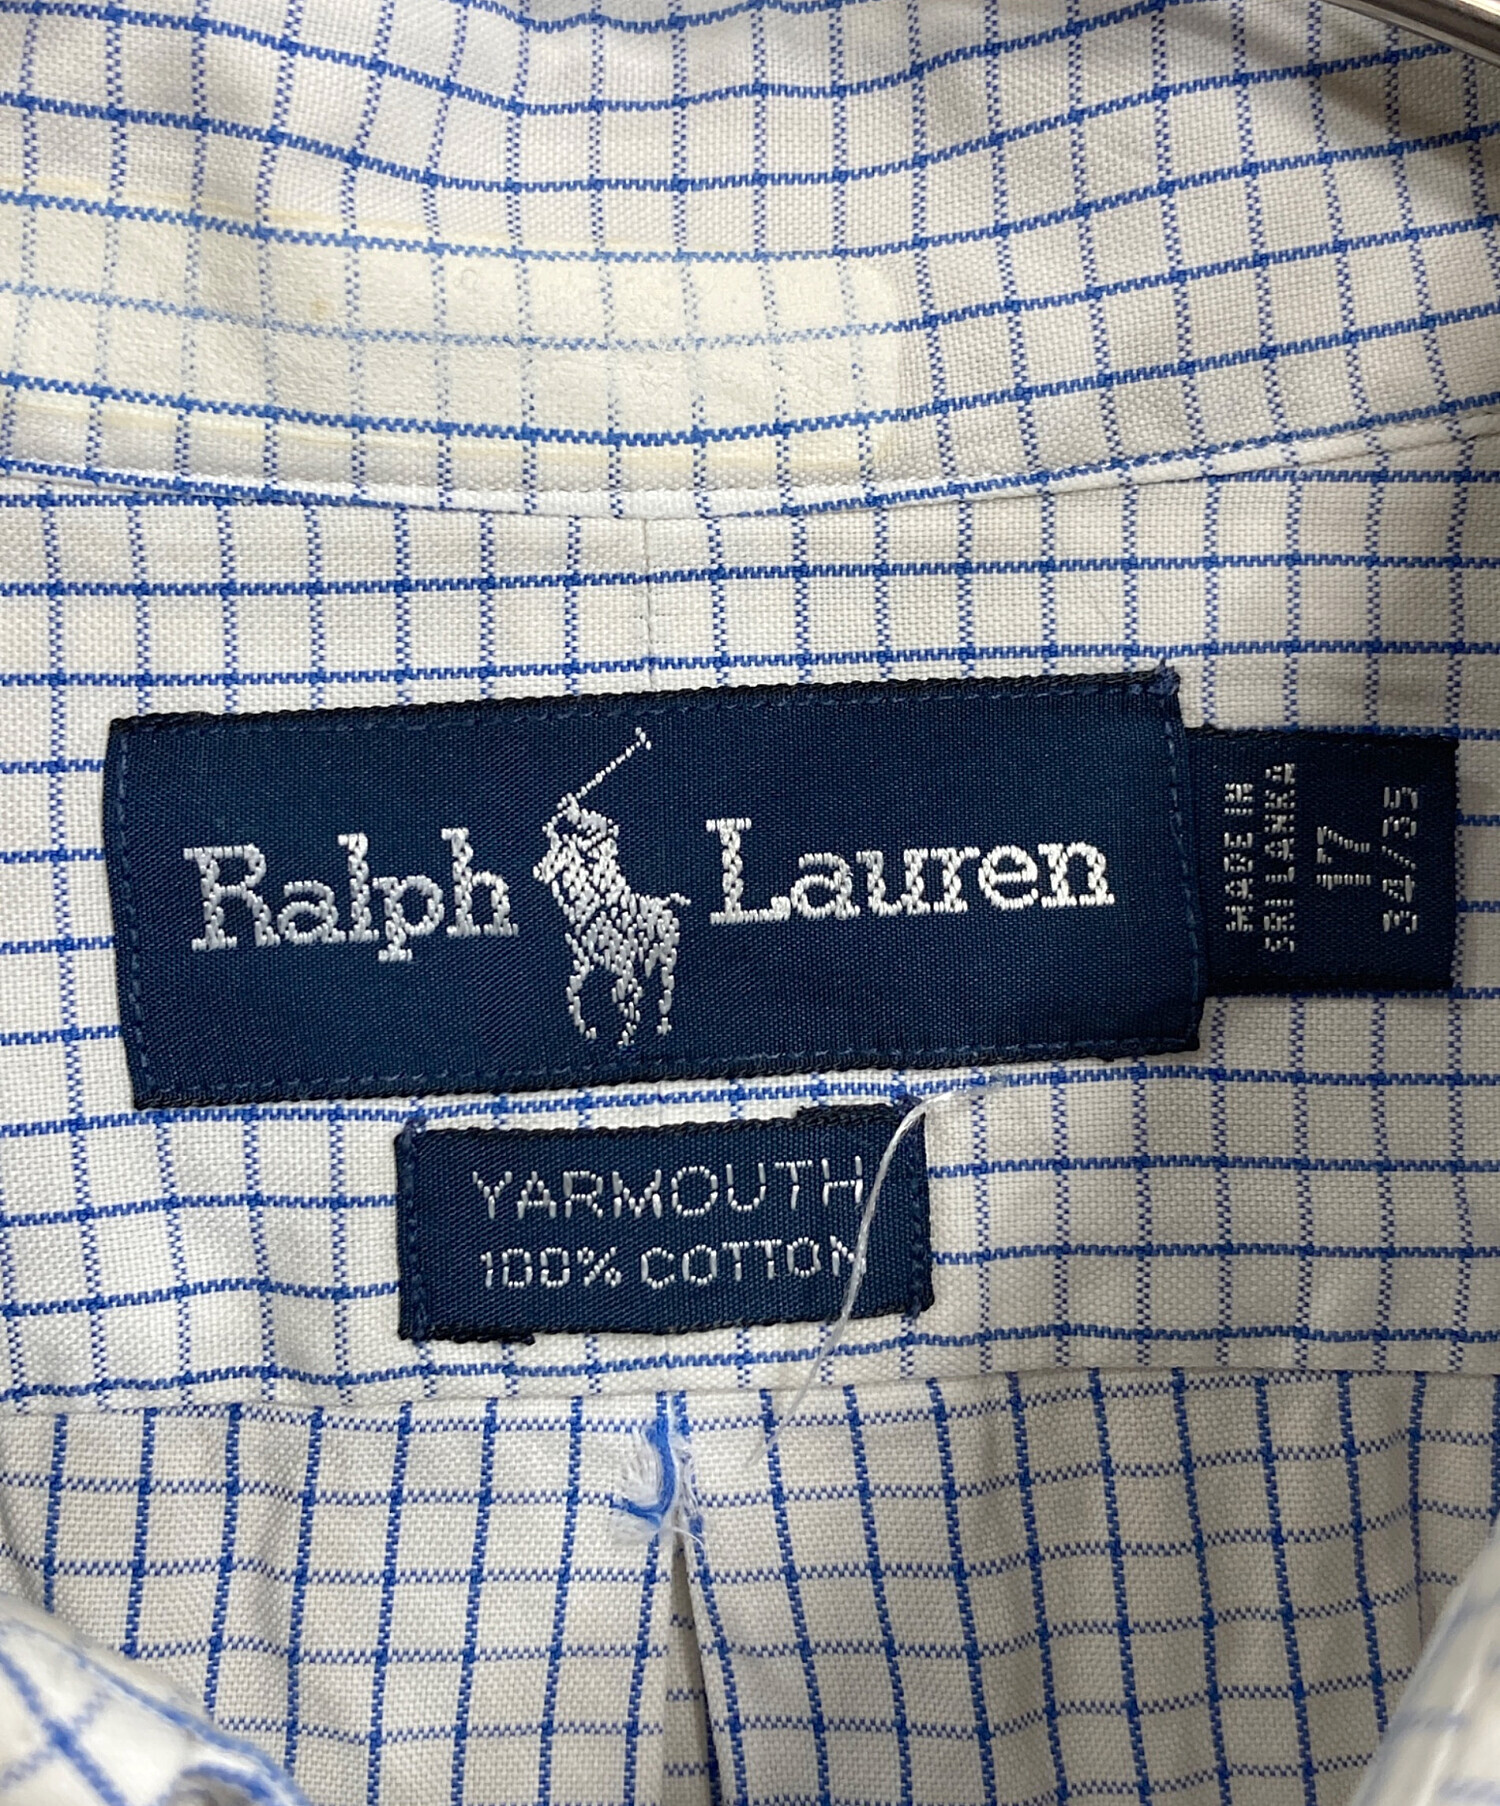 Ralph Lauren
MADE IN
SRI LANKA
17
34/35
YARMOUTH
100% COTTON